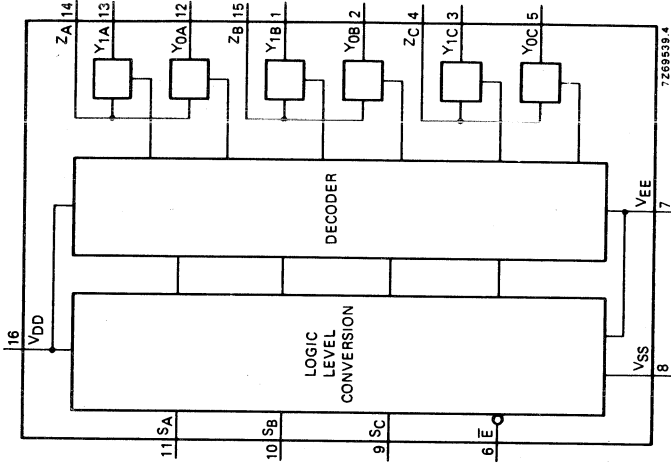 ZA 14
Y1A 13
Y0A 12
ZB 15
Y1B 1
Y0B 2
ZC 4
Y1C 3
Y0C 5
7Z69539.4
DECODER
VEE
7
16
VDD
LOGIC
LEVEL
CONVERSION
VSS
8
11 SA
10 SB
9 SC
6 E̅